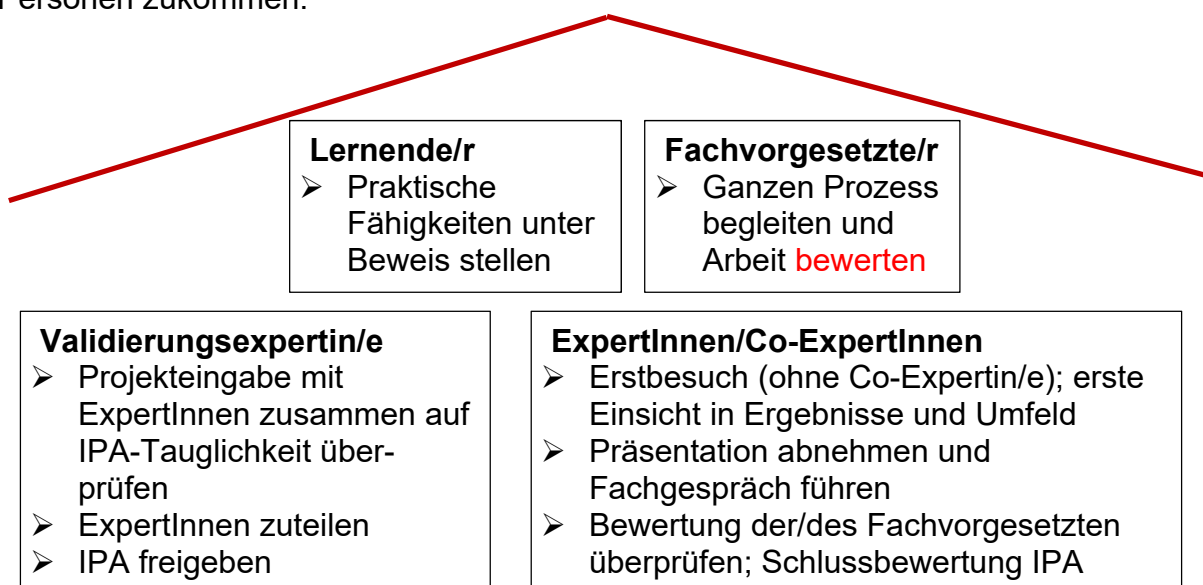 Personen zukommen.
Lernende/r
➢ Praktische
Fähigkeiten unter
Beweis stellen
Fachvorgesetzte/r
➢ Ganzen Prozess
begleiten und
Arbeit bewerten
Validierungsexpertin/e
➢ Projekteingabe mit
ExpertInnen zusammen auf
IPA-Tauglichkeit über-
prüfen
➢ ExpertInnen zuteilen
➢ IPA freigeben
ExpertInnen/Co-ExpertInnen
➢ Erstbesuch (ohne Co-Expertin/e); erste
Einsicht in Ergebnisse und Umfeld
➢ Präsentation abnehmen und
Fachgespräch führen
➢ Bewertung der/des Fachvorgesetzten
überprüfen; Schlussbewertung IPA